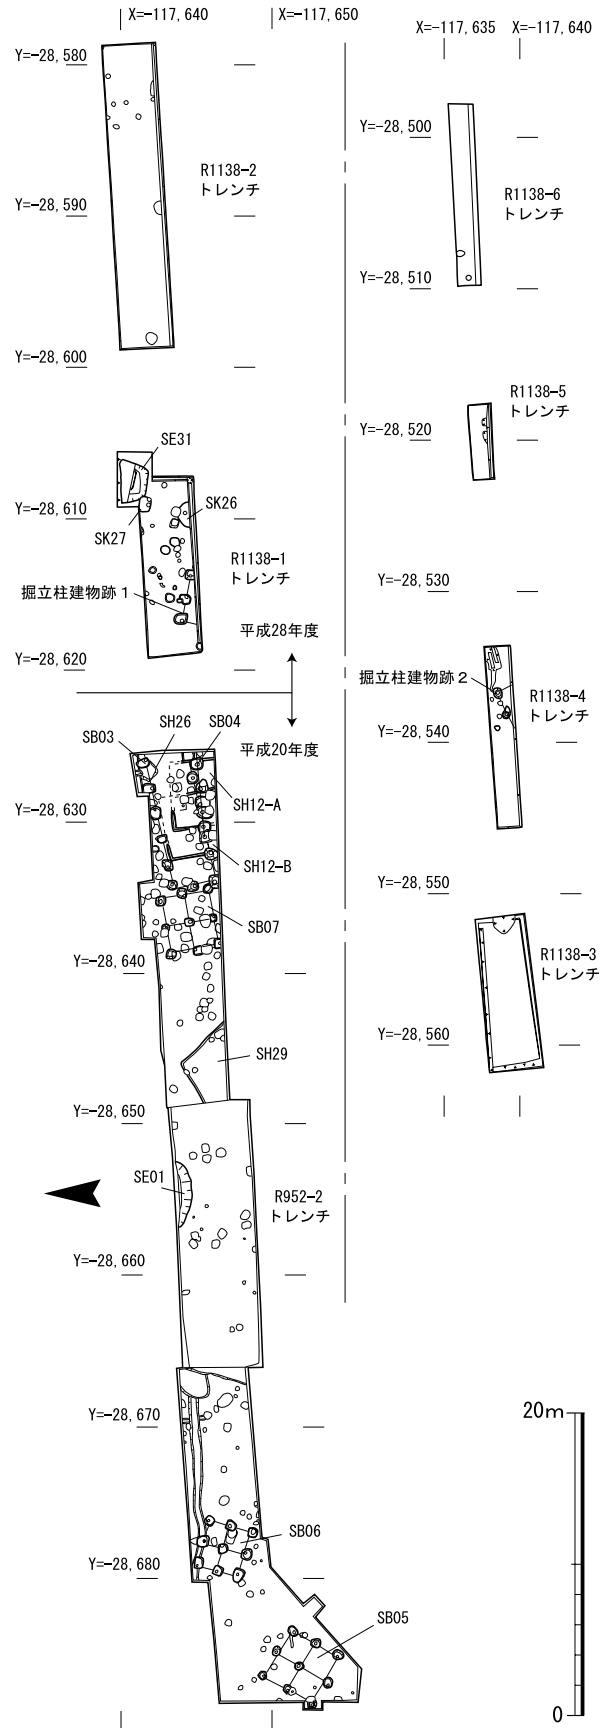 X=-117,640
X=-117,650
Y=-28,580
R1138-2
トレンチ
Y=-28,590
Y=-28,600
SE31
Y=-28,610
SK26
SK27
R1138-1
トレンチ
掘立柱建物跡1
平成28年度
Y=-28,620
平成20年度
SB03
SH26
SB04
SH12-A
Y=-28,630
SH12-B
SB07
Y=-28,640
SH29
Y=-28,650
SE01
R952-2
トレンチ
Y=-28,660
Y=-28,670
SB06
Y=-28,680
SB05
X=-117,635
X=-117,640
Y=-28,500
R1138-6
トレンチ
Y=-28,510
R1138-5
トレンチ
Y=-28,520
Y=-28,530
掘立柱建物跡2
R1138-4
トレンチ
Y=-28,540
Y=-28,550
R1138-3
トレンチ
Y=-28,560
20m
0